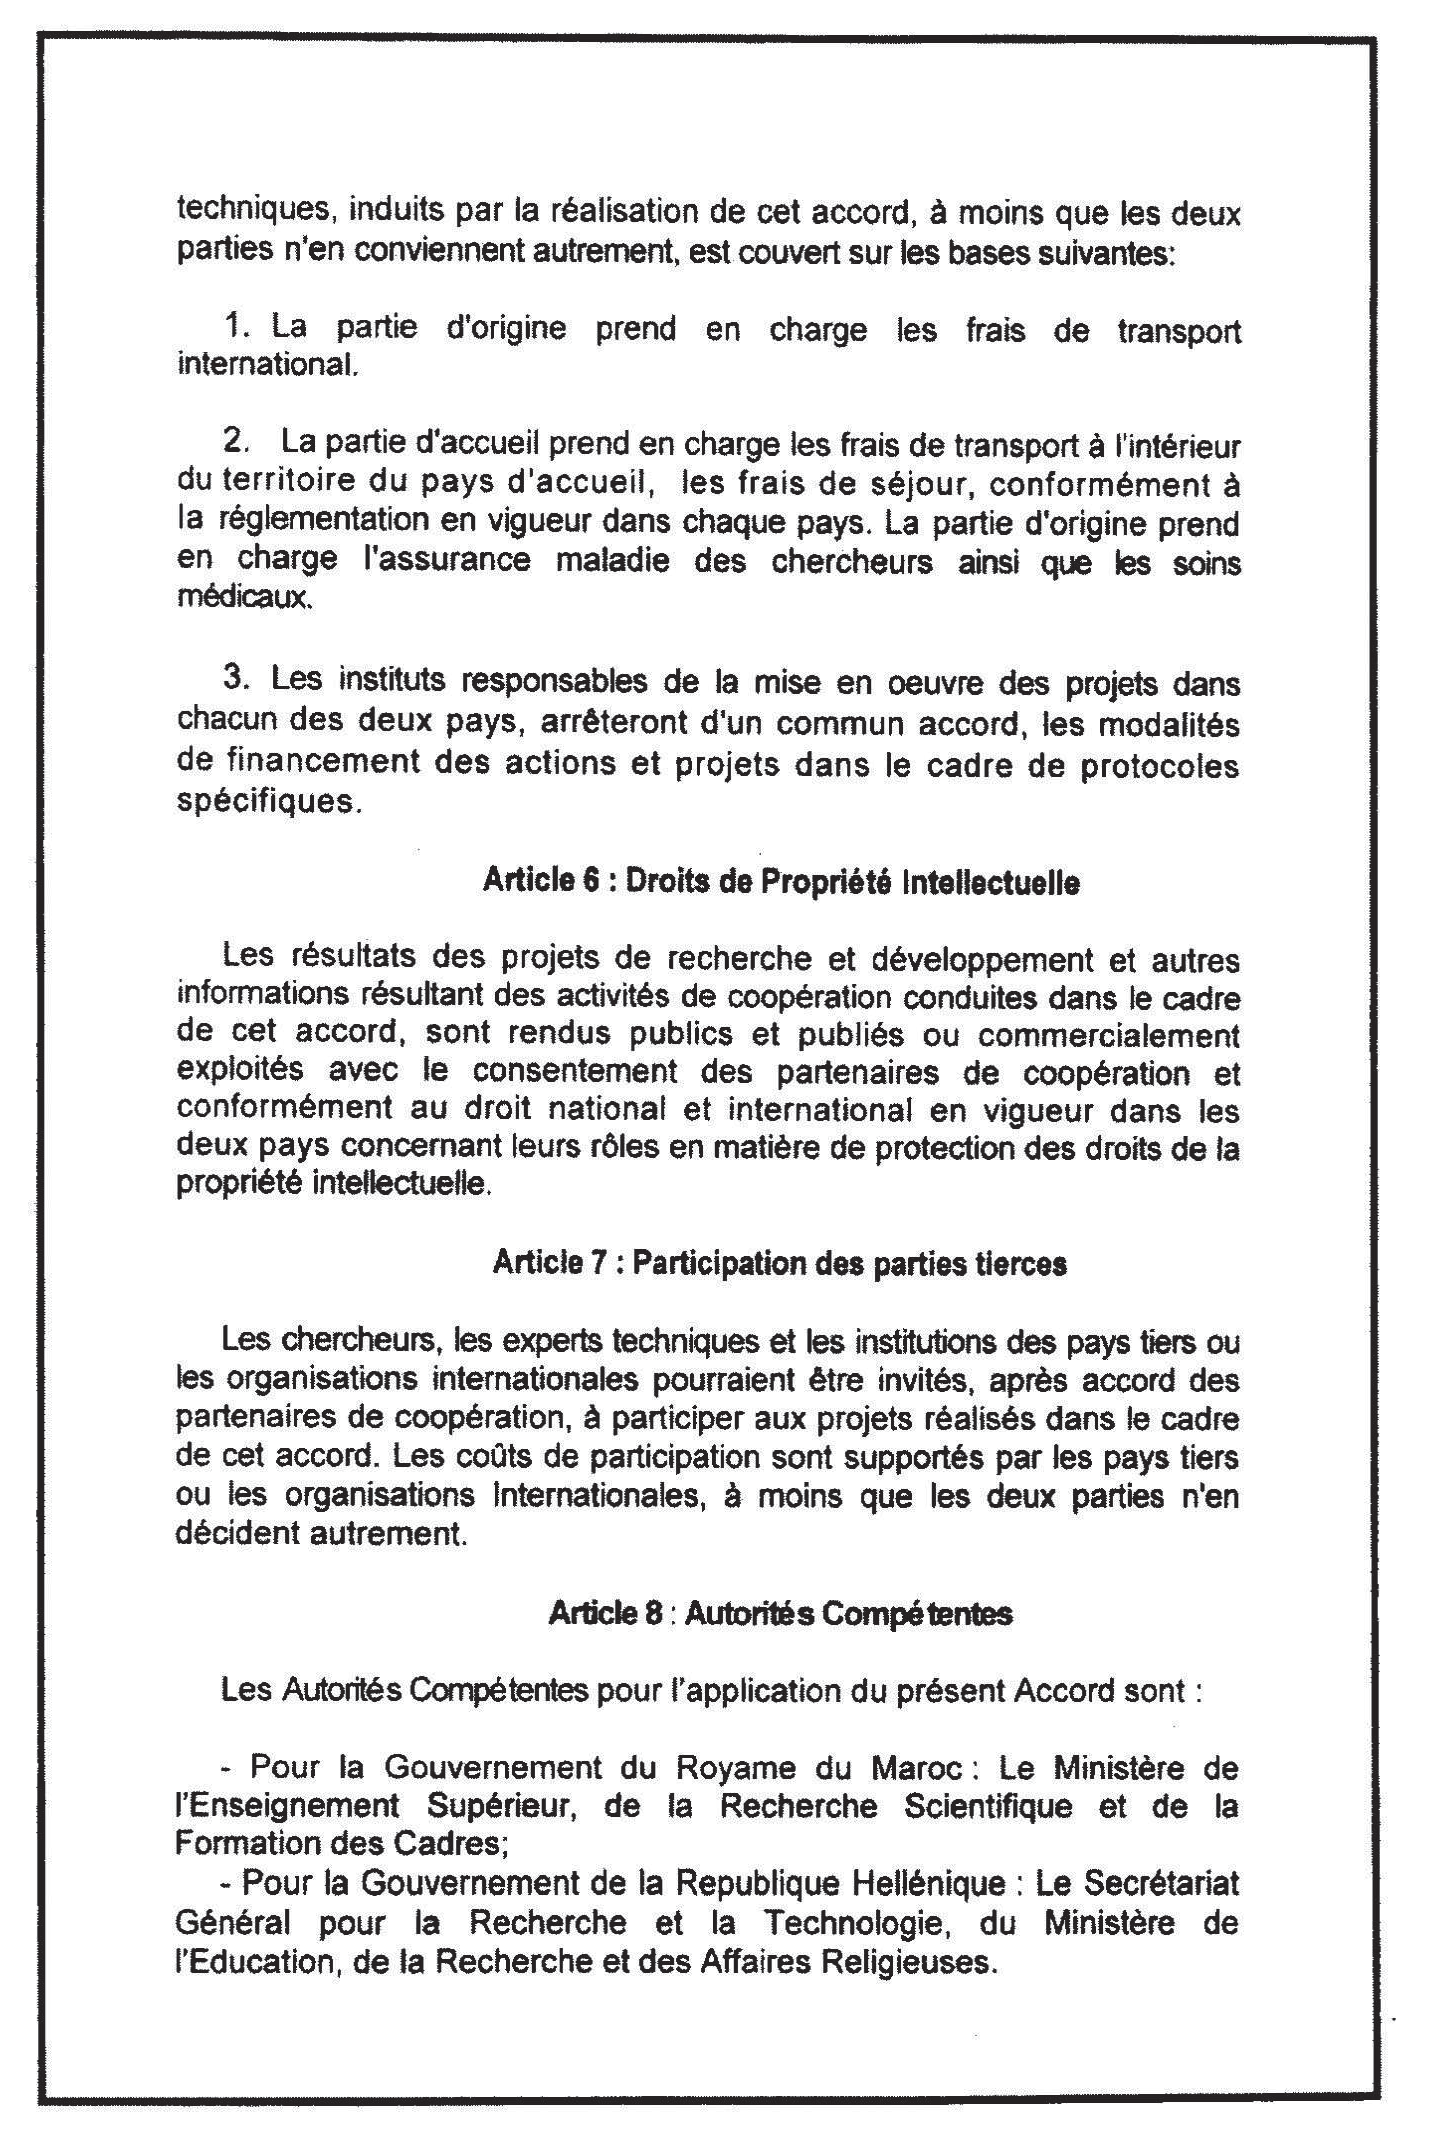 techniques, induits par la réalisation de cet accord, à moins que les deux
parties n'en conviennent autrement, est couvert sur les bases suivantes:
1. La partie d'origine prend en charge les frais de transport
international.
2. La partie d'accueil prend en charge les frais de transport à l'intérieur
du territoire du pays d'accueil, les frais de séjour, conformément à
la réglementation en vigueur dans chaque pays. La partie d'origine prend
en charge l'assurance maladie des chercheurs ainsi que les soins
médicaux.
3. Les instituts responsables de la mise en oeuvre des projets dans
chacun des deux pays, arrêteront d'un commun accord, les modalités
de financement des actions et projets dans le cadre de protocoles
spécifiques.
Article 6 : Droits de Propriété Intellectuelle
Les résultats des projets de recherche et développement et autres
informations résultant des activités de coopération conduites dans le cadre
de cet accord, sont rendus publics et publiés ou commercialement
exploités avec le consentement des partenaires de coopération et
conformément au droit national et international en vigueur dans les
deux pays concernant leurs rôles en matière de protection des droits de la
propriété intellectuelle.
Article 7 : Participation des parties tierces
Les chercheurs, les experts techniques et les institutions des pays tiers ou
les organisations internationales pourraient être invités, après accord des
partenaires de coopération, à participer aux projets réalisés dans le cadre
de cet accord. Les coûts de participation sont supportés par les pays tiers
ou les organisations Internationales, à moins que les deux parties n'en
décident autrement.
Article 8 : Autorités Compétentes
Les Autorités Compétentes pour l'application du présent Accord sont :
- Pour la Gouvernement du Royame du Maroc : Le Ministère de
l'Enseignement Supérieur, de la Recherche Scientifique et de la
Formation des Cadres;
- Pour la Gouvernement de la Republique Hellénique : Le Secrétariat
Général pour la Recherche et la Technologie, du Ministère de
l'Education, de la Recherche et des Affaires Religieuses.